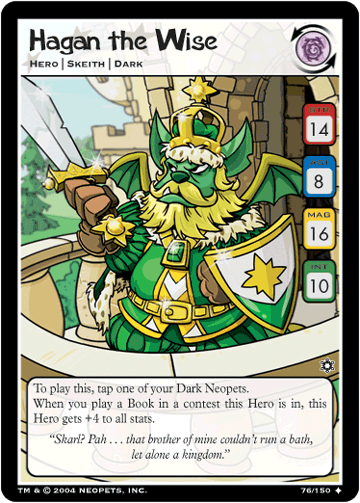 Hagan the Wise
Hero | Skeith | Dark
STR
14
AGI
8
MAG
16
INT
10
To play this, tap one of your Dark Neopets.
When you play a Book in a contest this Hero is in, this
Hero gets +4 to all stats.
“Skarl? Pah . . . that brother of mine couldn’t run a bath,
let alone a kingdom.”
TM & © 2004 NEOPETS, INC.
76/150